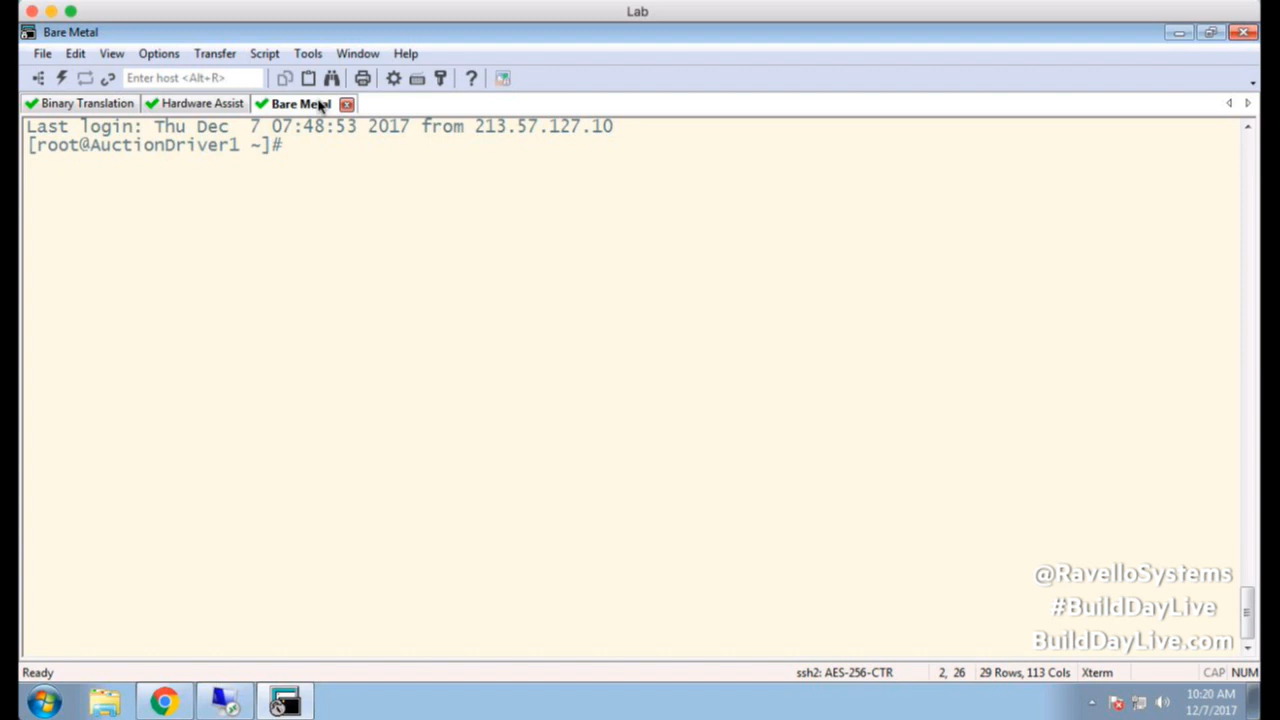 Lab
Bare Metal
File Edit View Options Transfer Script Tools Window Help
Enter host <Alt+R>
Binary Translation Hardware Assist Bare Metal
Last login: Thu Dec  7 07:48:53 2017 from 213.57.127.10
[root@AuctionDriver1 ~]#
@RavelloSystems
#BuildDayLive
BuildDayLive.com
Ready ssh2: AES-256-CTR 2, 26 29 Rows, 113 Cols Xterm CAP NUM
10:20 AM
12/7/2017